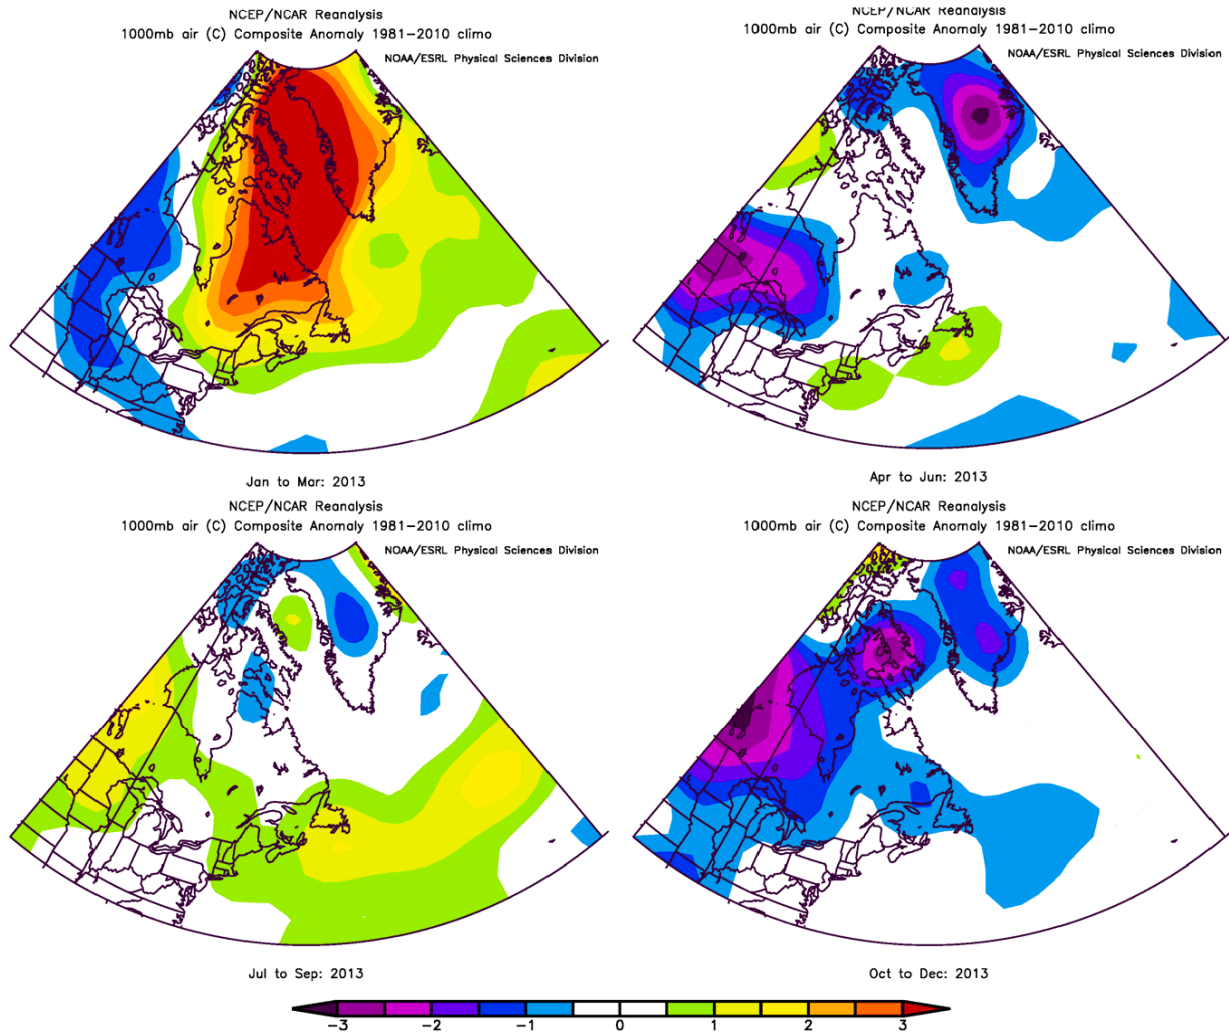 NCEP/NCAR Reanalysis
1000mb air (C) Composite Anomaly 1981-2010 climo
NOAA/ESRL Physical Sciences Division
Jan to Mar: 2013
NCEP/NCAR Reanalysis
1000mb air (C) Composite Anomaly 1981-2010 climo
NOAA/ESRL Physical Sciences Division
Apr to Jun: 2013
NCEP/NCAR Reanalysis
1000mb air (C) Composite Anomaly 1981-2010 climo
NOAA/ESRL Physical Sciences Division
Jul to Sep: 2013
NCEP/NCAR Reanalysis
1000mb air (C) Composite Anomaly 1981-2010 climo
NOAA/ESRL Physical Sciences Division
Oct to Dec: 2013
-3 -2 -1 0 1 2 3